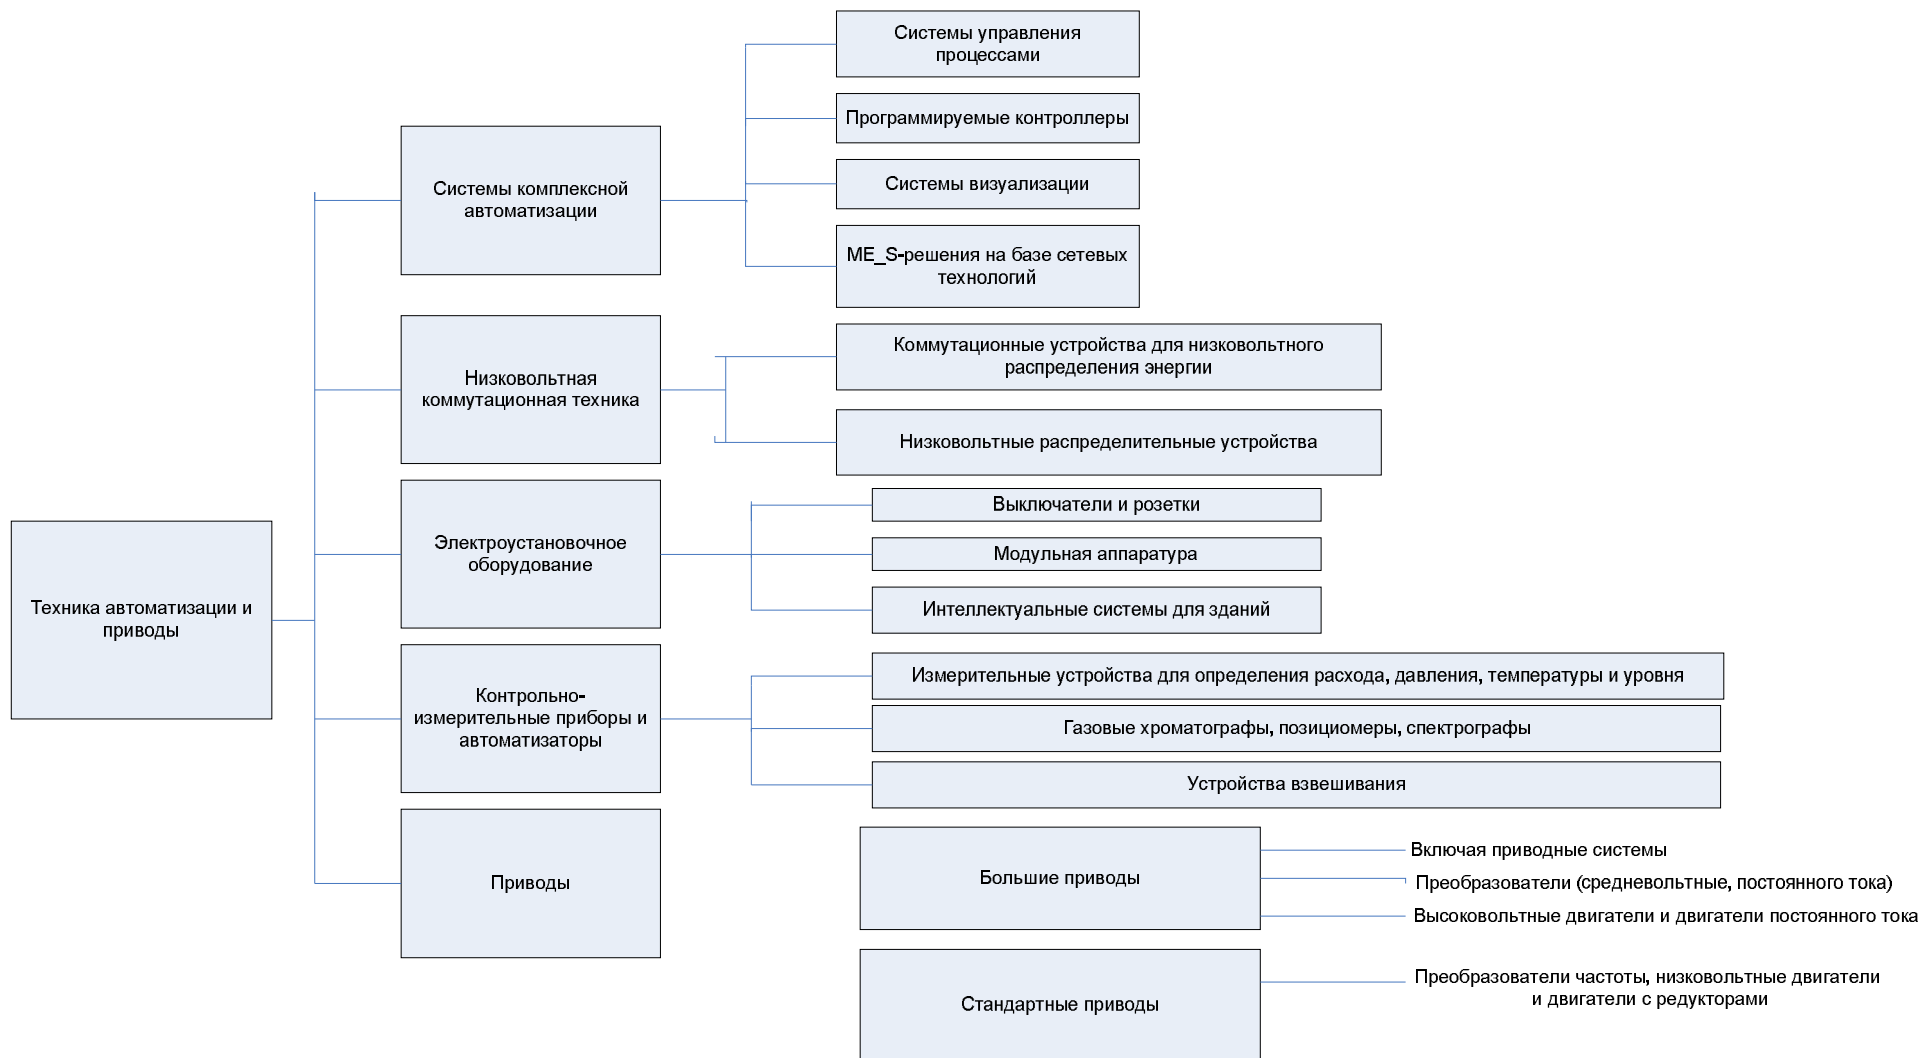 Техника автоматизации и
приводы
Системы комплексной
автоматизации
Системы управления
процессами
Программируемые контроллеры
Системы визуализации
ME_S-решения на базе сетевых
технологий
Низковольтная
коммутационная техника
Коммутационные устройства для низковольтного
распределения энергии
Низковольтные распределительные устройства
Электроустановочное
оборудование
Выключатели и розетки
Модульная аппаратура
Интеллектуальные системы для зданий
Контрольно-
измерительные приборы и
автоматизаторы
Измерительные устройства для определения расхода, давления, температуры и уровня
Газовые хроматографы, позициомеры, спектрографы
Устройства взвешивания
Приводы
Большие приводы
Включая приводные системы
Преобразователи (средневольтные, постоянного тока)
Высоковольтные двигатели и двигатели постоянного тока
Стандартные приводы
Преобразователи частоты, низковольтные двигатели
и двигатели с редукторами